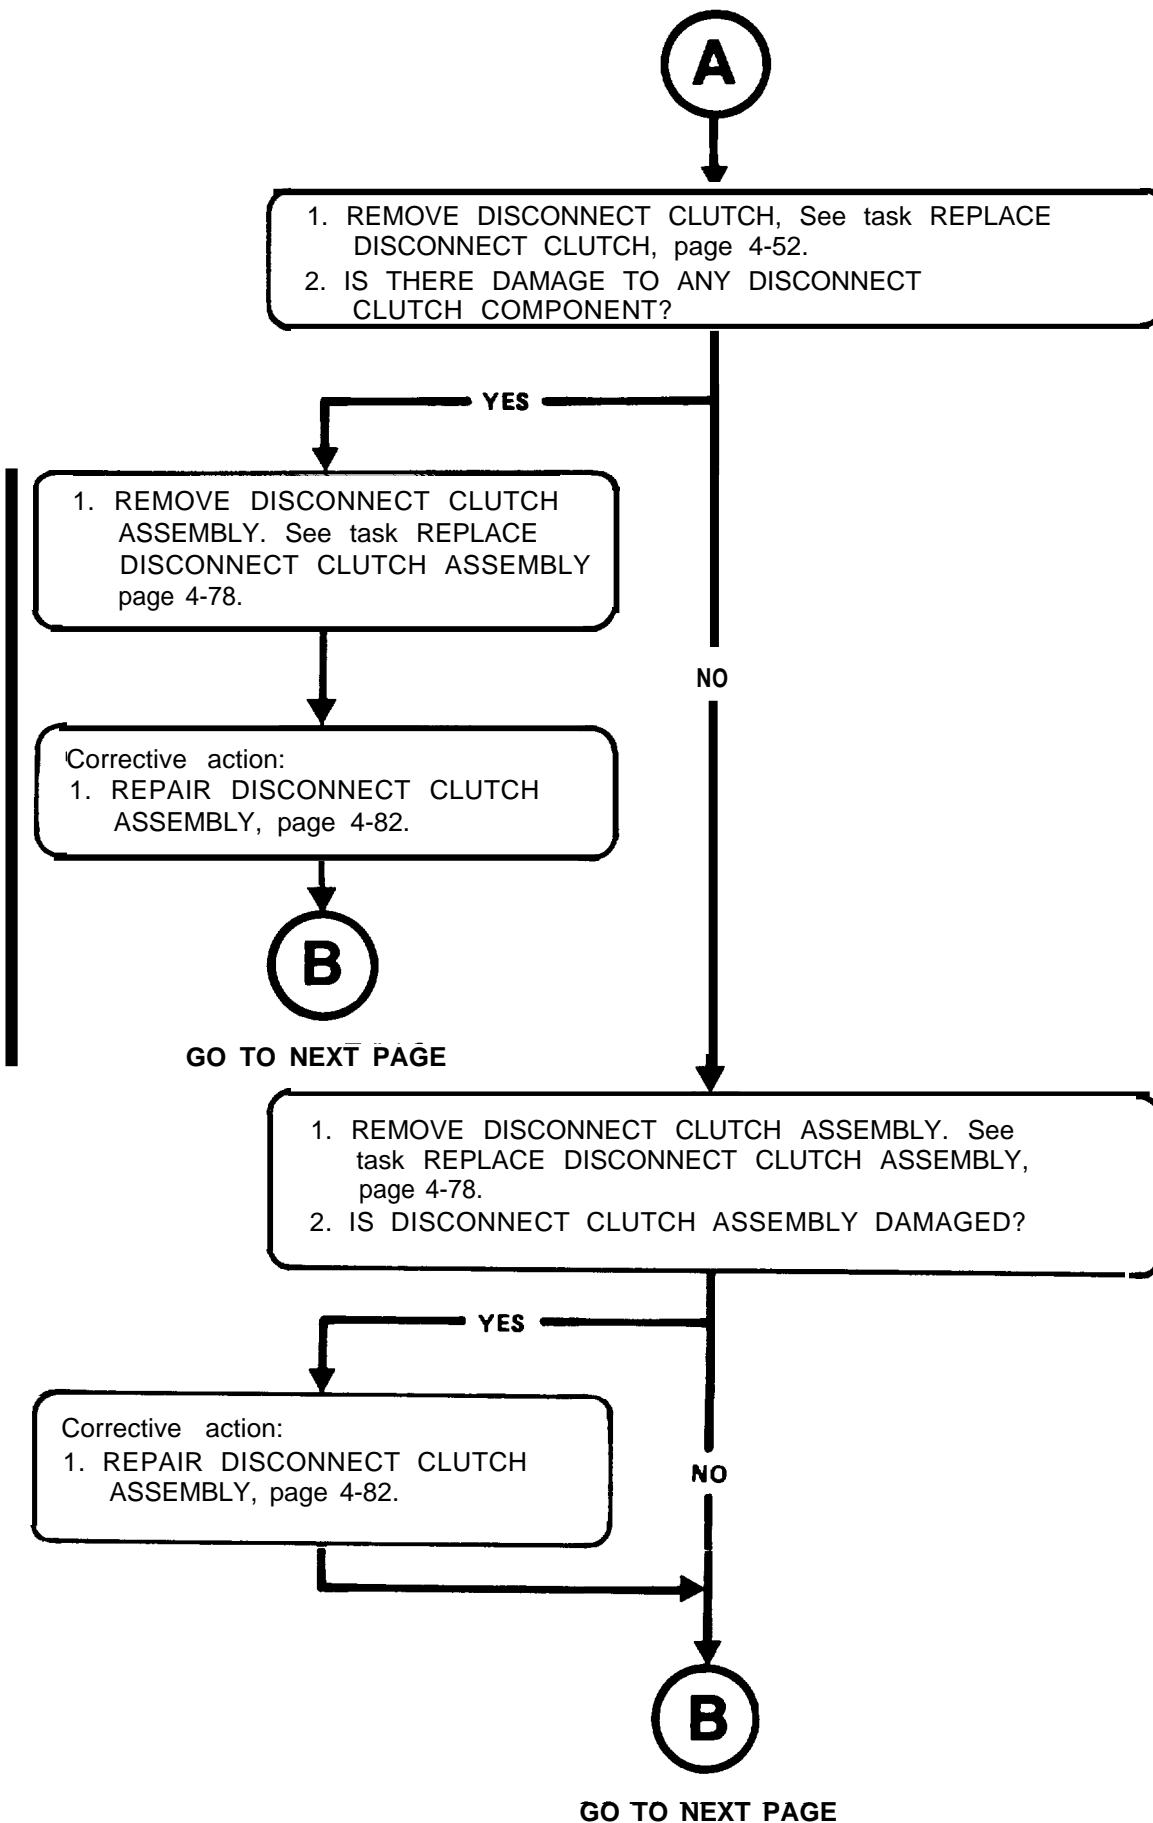 A
1. REMOVE DISCONNECT CLUTCH, See task REPLACE
DISCONNECT CLUTCH, page 4-52.
2. IS THERE DAMAGE TO ANY DISCONNECT
CLUTCH COMPONENT?
YES
1. REMOVE DISCONNECT CLUTCH
ASSEMBLY. See task REPLACE
DISCONNECT CLUTCH ASSEMBLY
page 4-78.
NO
Corrective action:
1. REPAIR DISCONNECT CLUTCH
ASSEMBLY, page 4-82.
B
GO TO NEXT PAGE
1. REMOVE DISCONNECT CLUTCH ASSEMBLY. See
task REPLACE DISCONNECT CLUTCH ASSEMBLY,
page 4-78.
2. IS DISCONNECT CLUTCH ASSEMBLY DAMAGED?
YES
Corrective action:
1. REPAIR DISCONNECT CLUTCH
ASSEMBLY, page 4-82.
NO
B
GO TO NEXT PAGE